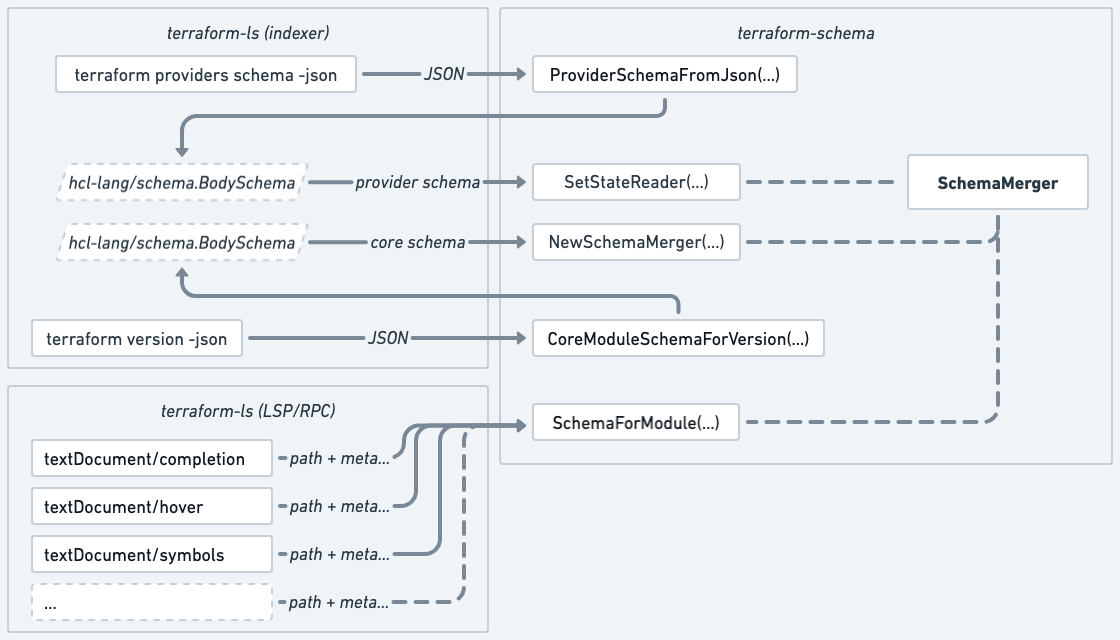 terraform-ls (indexer)
terraform providers schema -json
JSON
hcl-lang/schema.BodySchema
provider schema
hcl-lang/schema.BodySchema
core schema
terraform version -json
JSON
terraform-schema
ProviderSchemaFromJson(...)
SetStateReader(...)
SchemaMerger
NewSchemaMerger(...)
CoreModuleSchemaForVersion(...)
SchemaForModule(...)
terraform-ls (LSP/RPC)
textDocument/completion
path + meta...
textDocument/hover
path + meta...
textDocument/symbols
path + meta...
...
path + meta...